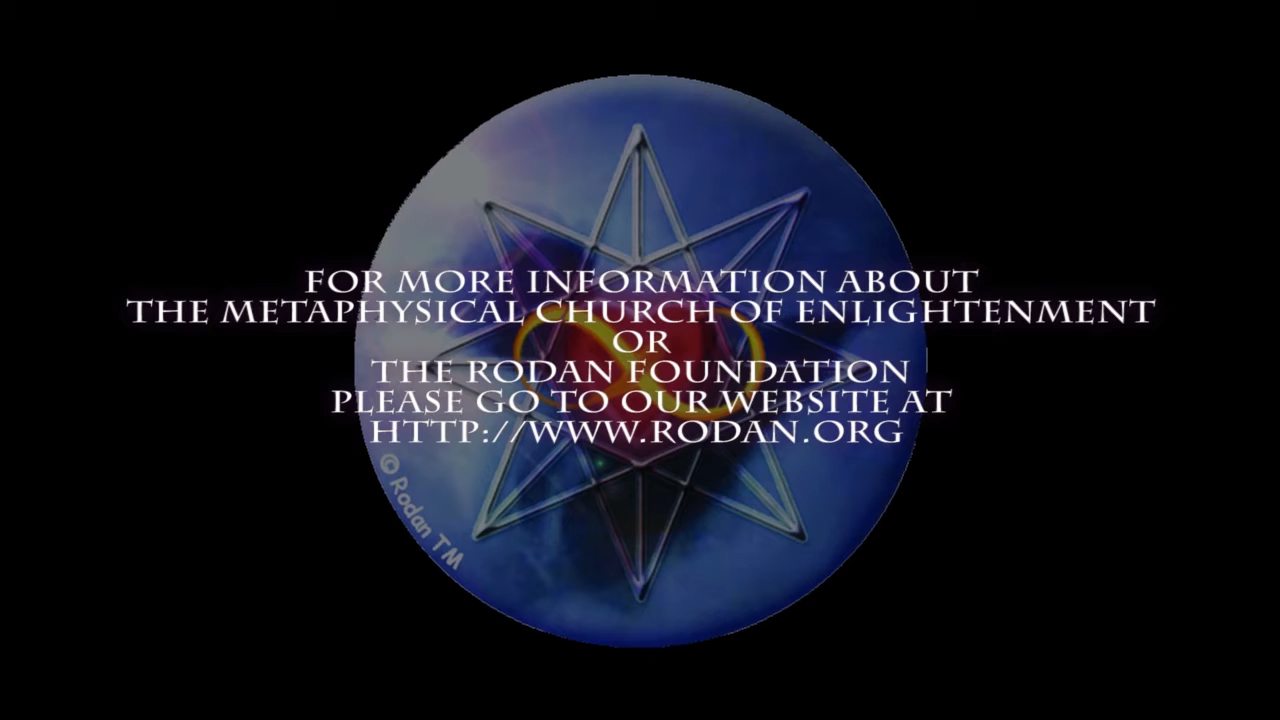 FOR MORE INFORMATION ABOUT
THE METAPHYSICAL CHURCH OF ENLIGHTENMENT
OR
THE RODAN FOUNDATION
PLEASE GO TO OUR WEBSITE AT
HTTP://WWW.RODAN.ORG
© Rodan TM